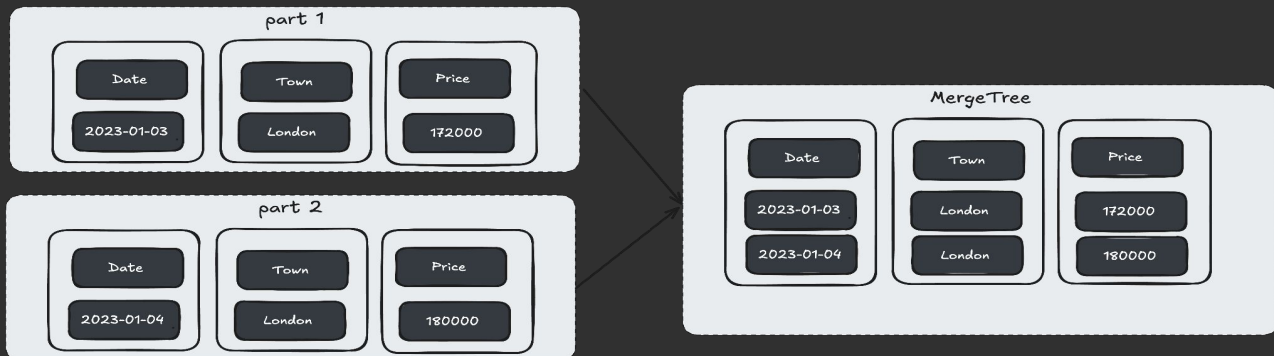 part 1
Date Town Price
2023-01-03 London 172000
part 2
Date Town Price
2023-01-04 London 180000
MergeTree
Date Town Price
2023-01-03 London 172000
2023-01-04 London 180000